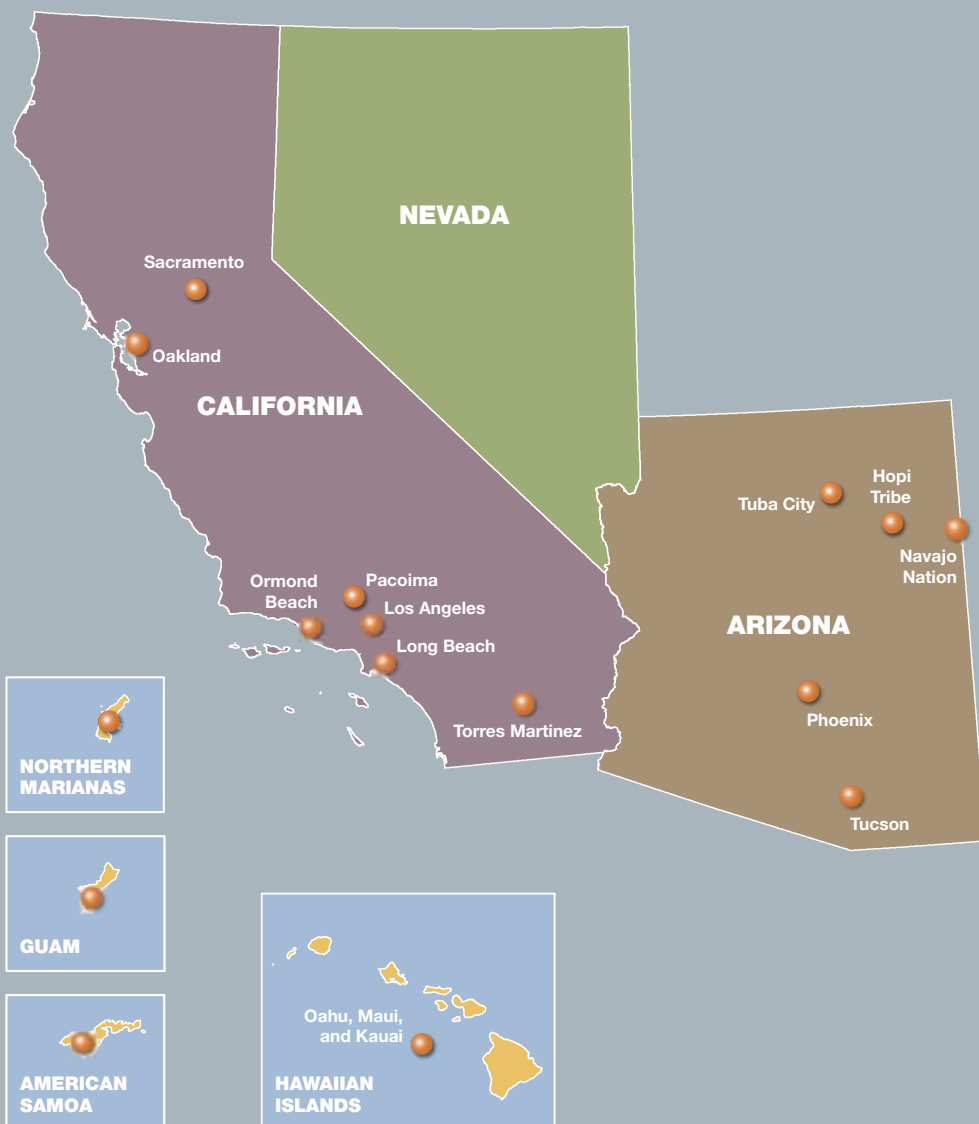 NEVADA
Sacramento
Oakland
CALIFORNIA
Hopi
Tribe
Tuba City
Navajo
Nation
Ormond
Beach
Pacoima
Los Angeles
Long Beach
ARIZONA
Torres Martinez
Phoenix
Tucson
NORTHERN
MARIANAS
GUAM
AMERICAN
SAMOA
Oahu, Maui,
and Kauai
HAWAIIAN
ISLANDS